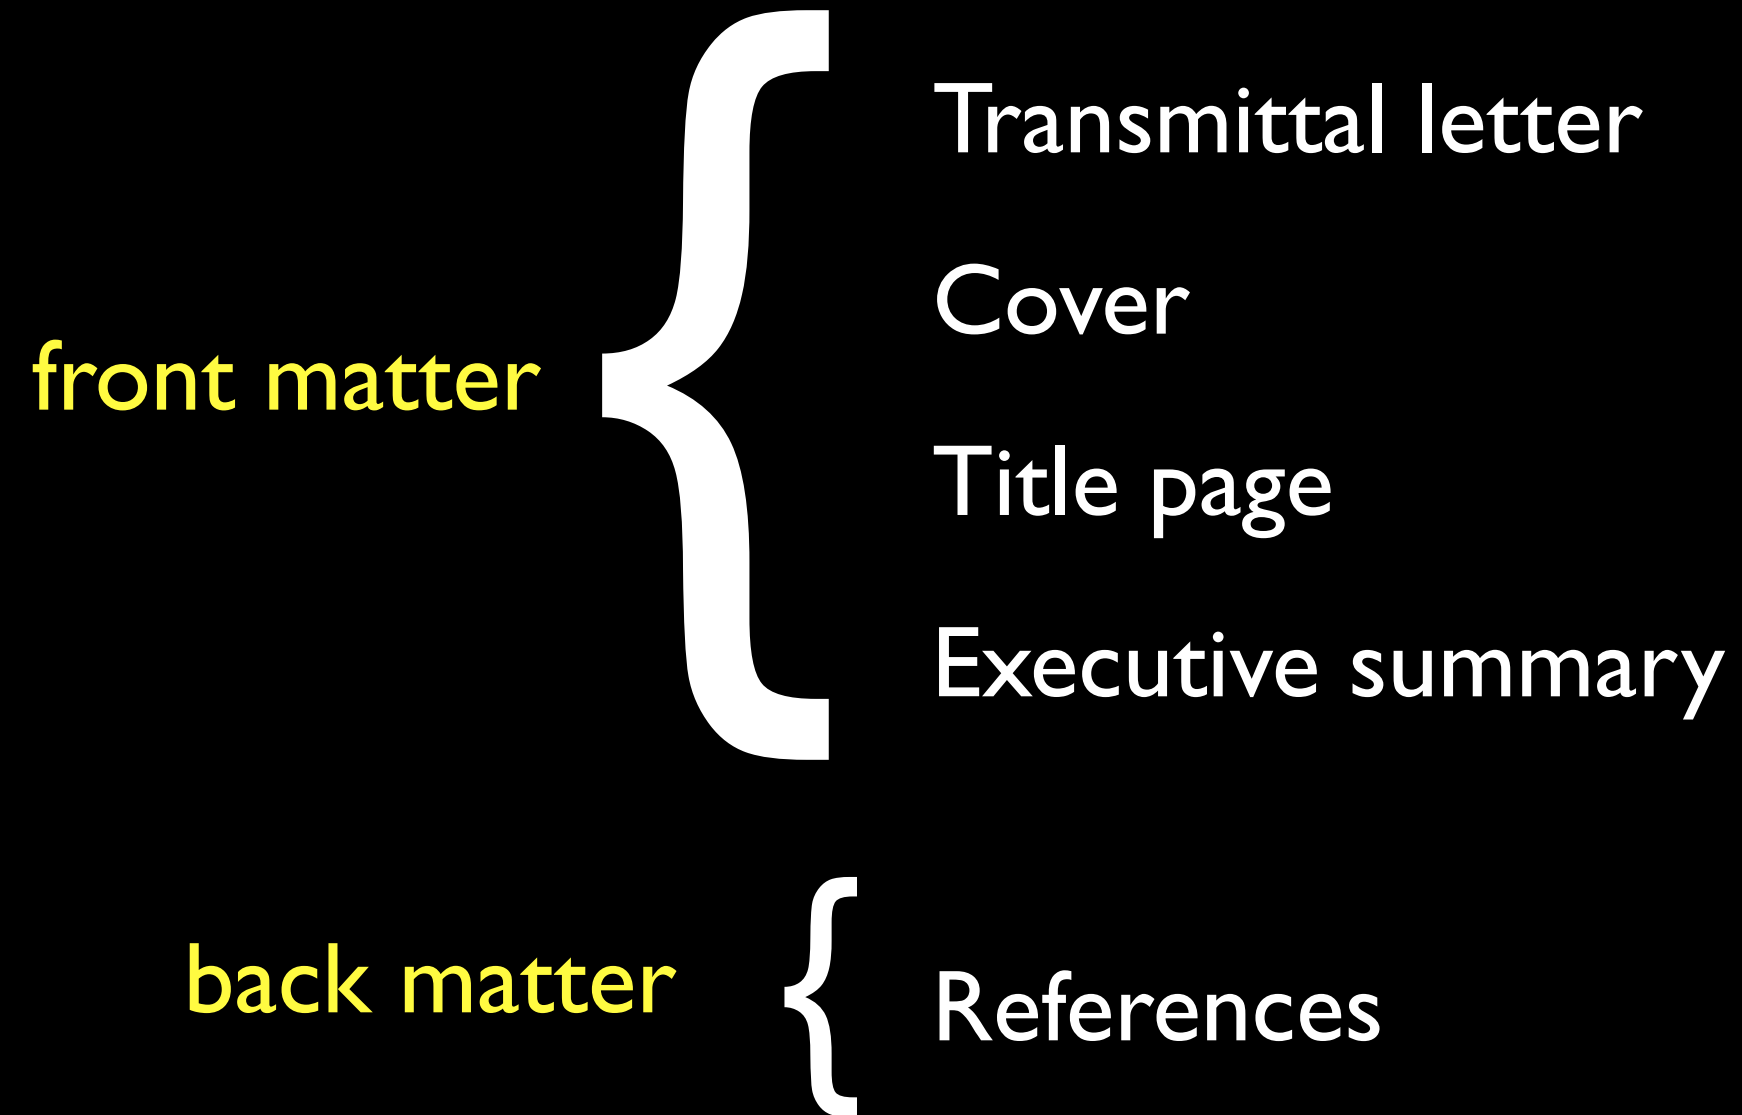 front matter
Transmittal letter
Cover
Title page
Executive summary
back matter
References